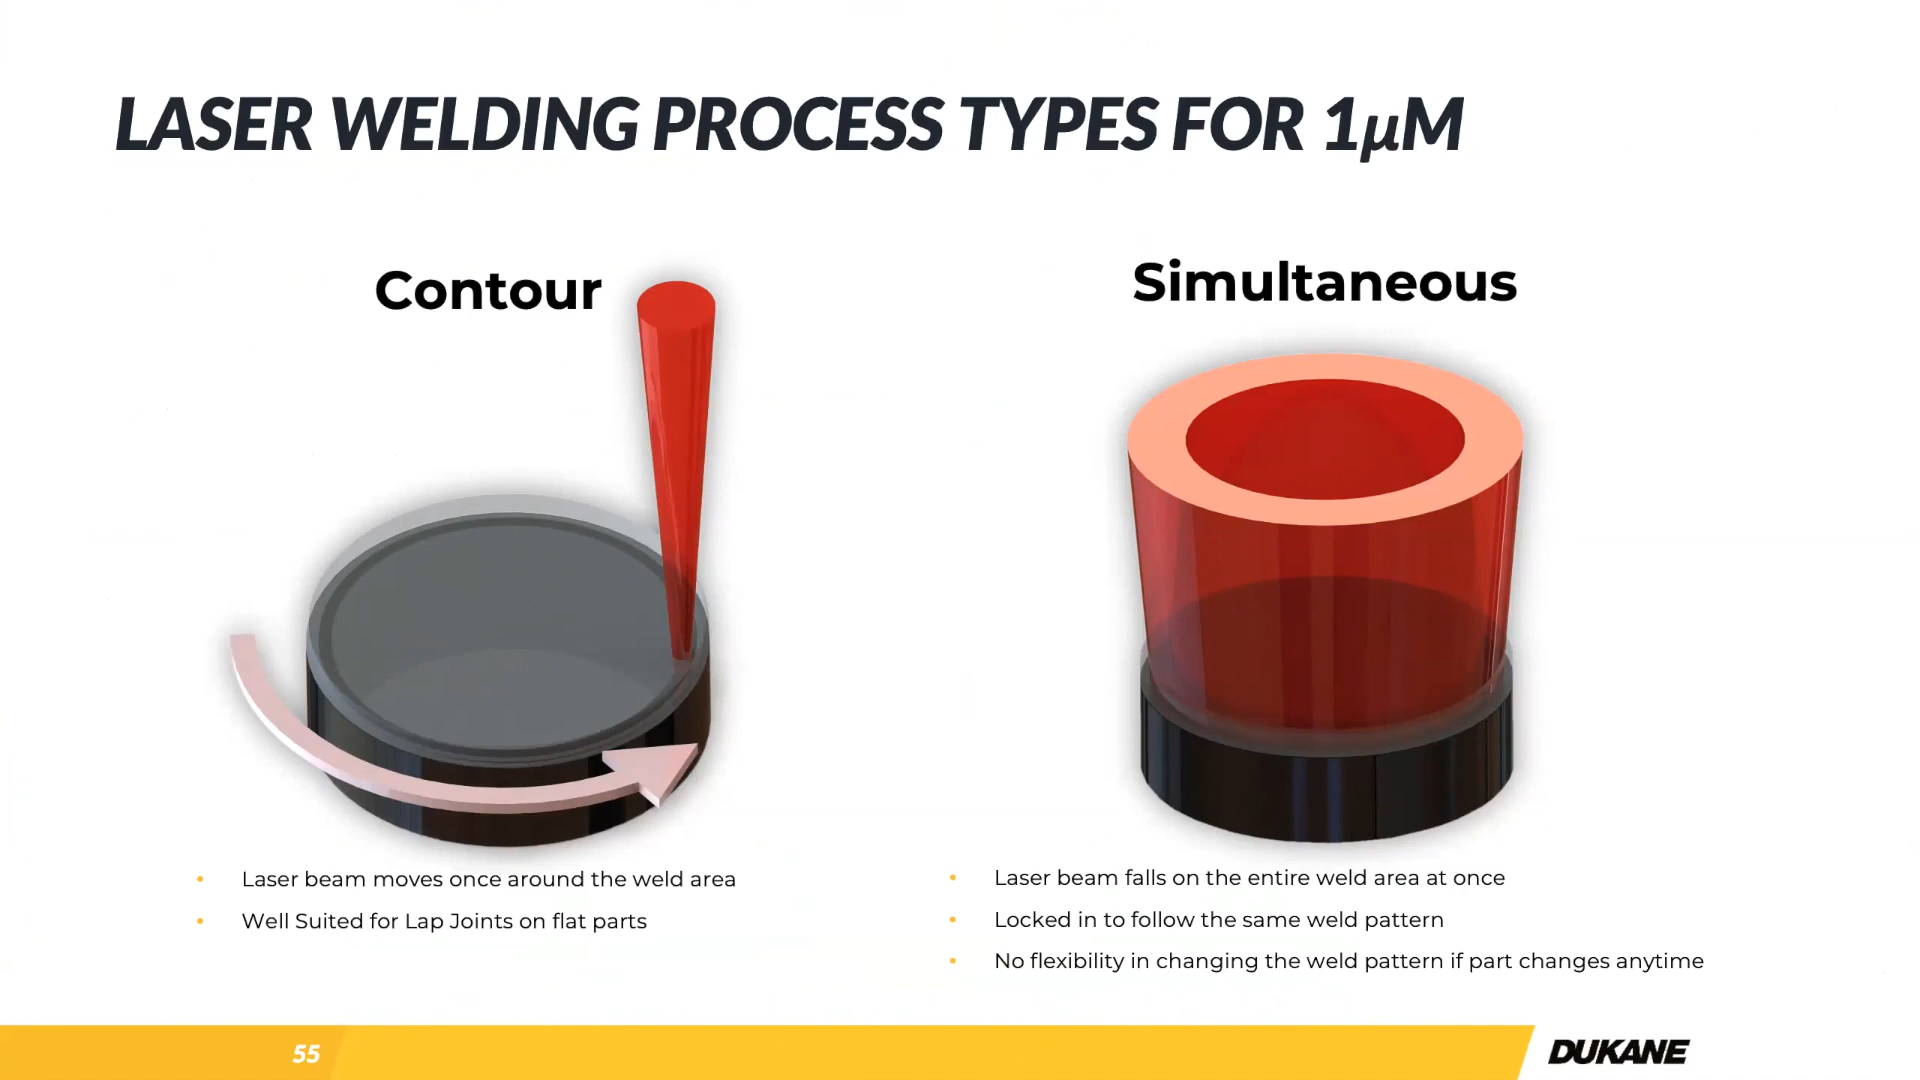 LASER WELDING PROCESS TYPES FOR 1µM
Contour
• Laser beam moves once around the weld area
• Well Suited for Lap Joints on flat parts
Simultaneous
• Laser beam falls on the entire weld area at once
• Locked in to follow the same weld pattern
• No flexibility in changing the weld pattern if part changes anytime
55
DUKANE